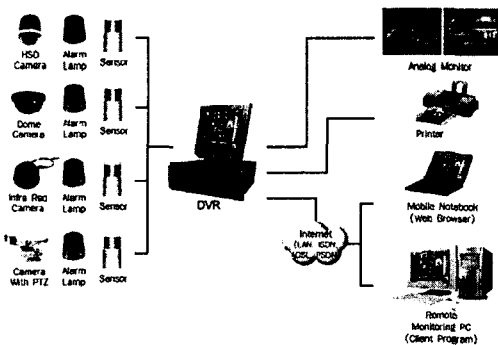 HSD
Camera
Alarm
Lamp
Sensor
Dome
Camera
Alarm
Lamp
Sensor
Infra Red
Camera
Alarm
Lamp
Sensor
Camera
With PTZ
Alarm
Lamp
Sensor
DVR
Internet
(LAN, ISDN,
Analog Monitor
Printer
Mobile Notebook
(Web Browser)
Remote
Monitoring PC
(Client Program)